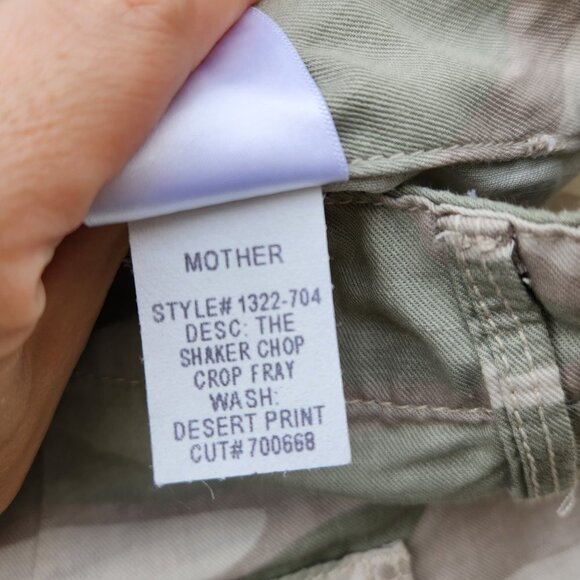 MOTHER
STYLE# 1322-704
DESC: THE
SHAKER CHOP
CROP FRAY
WASH:
DESERT PRINT
CUT# 700668